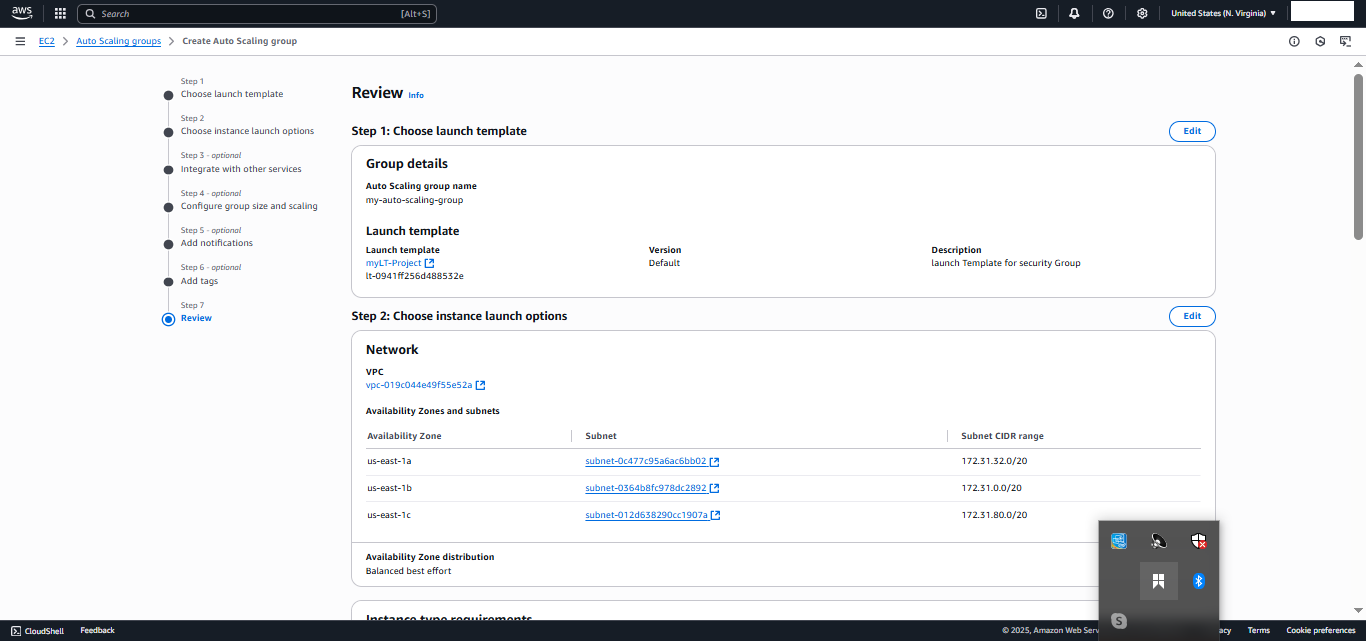 aws
Search [Alt+S]
United States (N. Virginia)
EC2 > Auto Scaling groups > Create Auto Scaling group
Step 1
Choose launch template
Step 2
Choose instance launch options
Step 3 - optional
Integrate with other services
Step 4 - optional
Configure group size and scaling
Step 5 - optional
Add notifications
Step 6 - optional
Add tags
Step 7
Review
Review Info
Step 1: Choose launch template Edit
Group details
Auto Scaling group name
my-auto-scaling-group
Launch template
Launch template Version Description
myLT-Project Default launch Template for security Group
lt-0941ff256d488532e
Step 2: Choose instance launch options Edit
Network
VPC
vpc-019c044e49f55e52a
Availability Zones and subnets
Availability Zone Subnet Subnet CIDR range
us-east-1a subnet-0c477c95a6ac6bb02 172.31.32.0/20
us-east-1b subnet-0364b8fc978dc2892 172.31.0.0/20
us-east-1c subnet-012d638290cc1907a 172.31.80.0/20
Availability Zone distribution
Balanced best effort
Instance type requirements
S
CloudShell Feedback © 2025, Amazon Web Serv acy Terms Cookie preferences